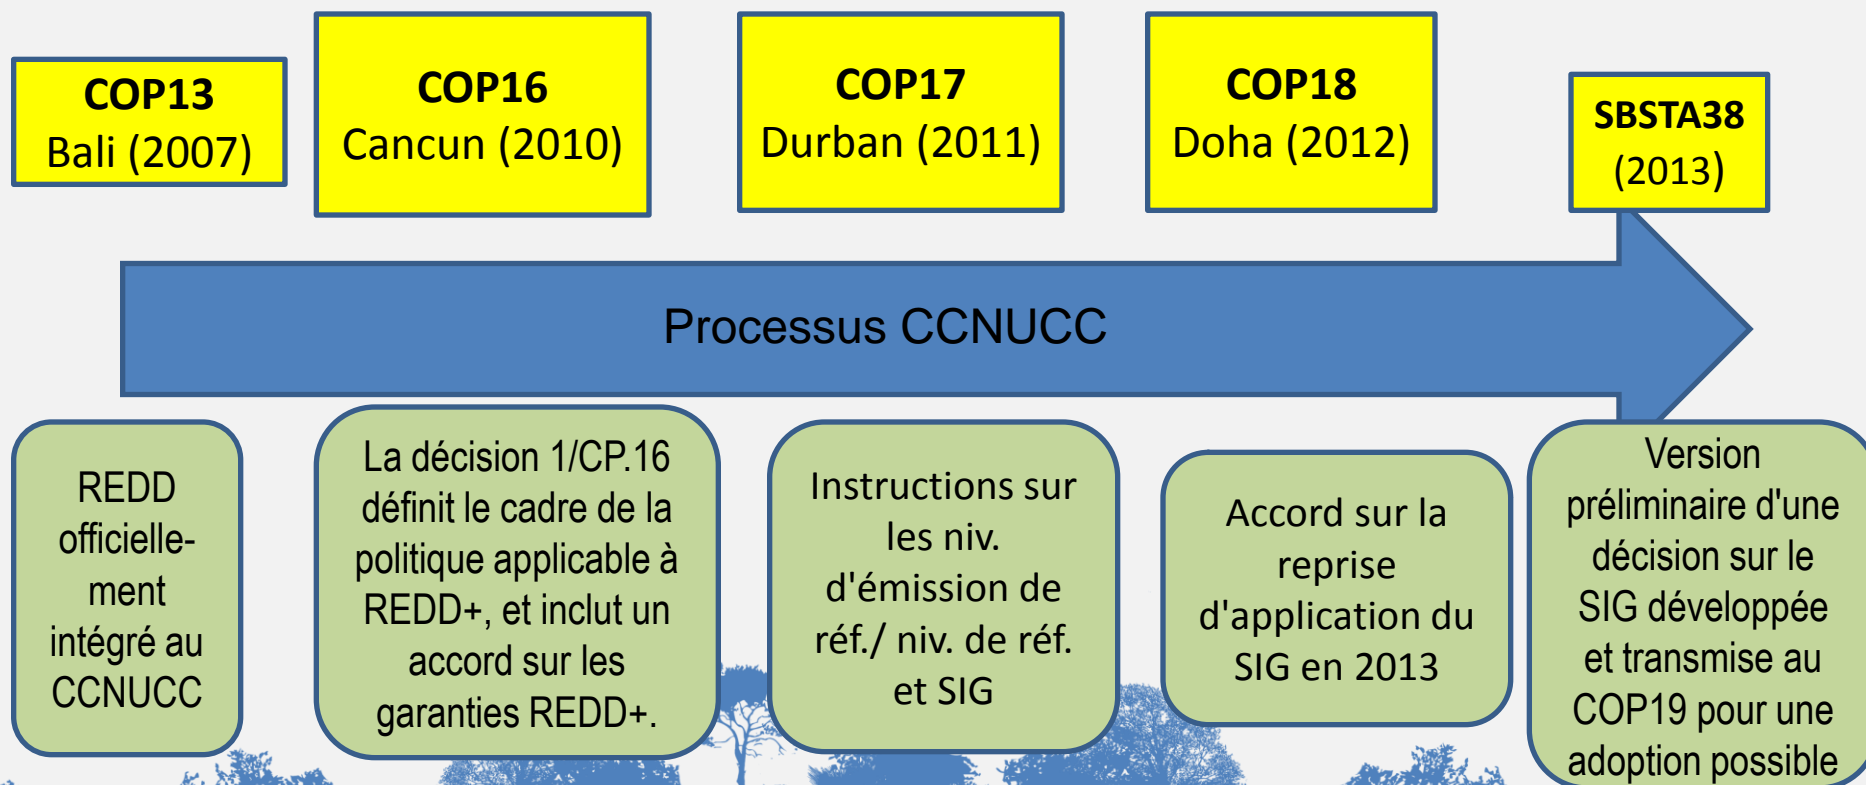 COP13
Bali (2007)
COP16
Cancun (2010)
COP17
Durban (2011)
COP18
Doha (2012)
SBSTA38
(2013)
Processus CCNUCC
REDD
officielle-
ment
intégré au
CCNUCC
La décision 1/CP.16
définit le cadre de la
politique applicable à
REDD+, et inclut un
accord sur les
garanties REDD+.
Instructions sur
les niv.
d'émission de
réf./ niv. de réf.
et SIG
Accord sur la
reprise
d'application du
SIG en 2013
Version
préliminaire d'une
décision sur le
SIG développée
et transmise au
COP19 pour une
adoption possible